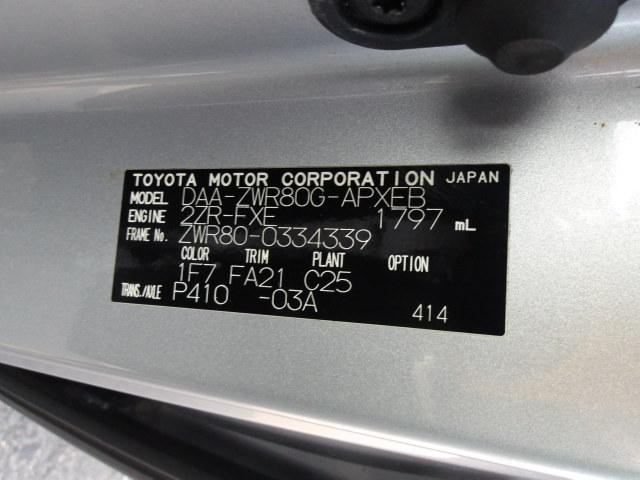 TOYOTA MOTOR CORPORATION JAPAN
MODEL DAA-ZWR80G-APXEB
ENGINE 2ZR-FXE 1797 mL
FRAME No. ZWR80-0334339
COLOR TRIM PLANT OPTION
1F7 FA21 C25
TRANS./AXLE P410 -03A
414